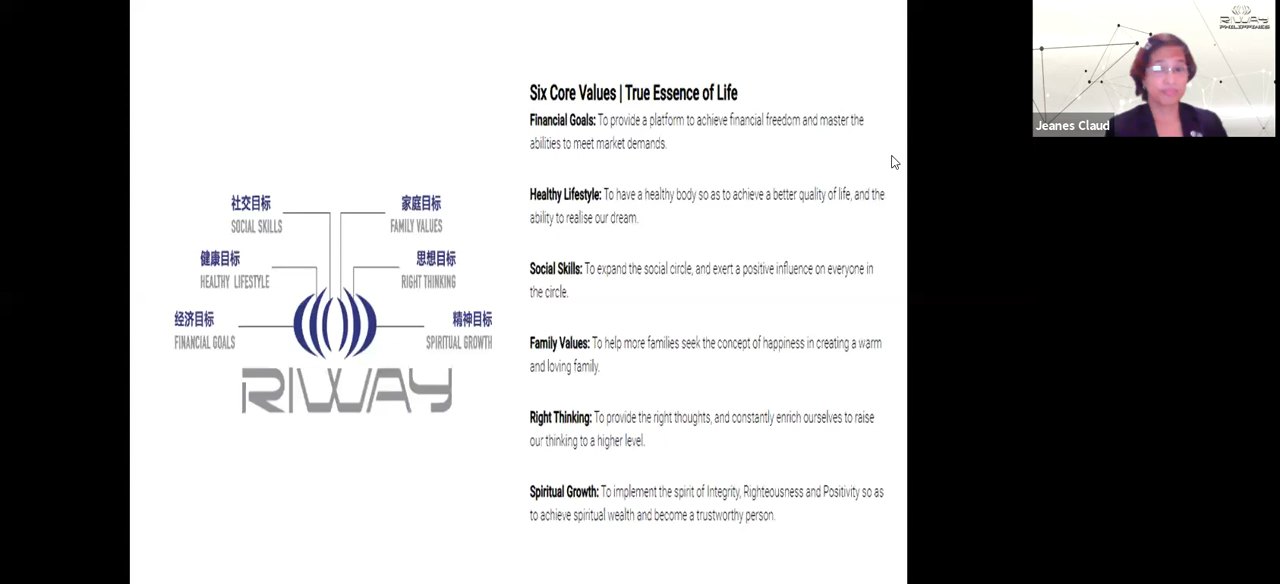 RIWAY
PHILIPPINES
Jeanes Claud
社交目标
SOCIAL SKILLS
家庭目标
FAMILY VALUES
健康目标
HEALTHY LIFESTYLE
思想目标
RIGHT THINKING
经济目标
FINANCIAL GOALS
精神目标
SPIRITUAL GROWTH
RIWAY
Six Core Values | True Essence of Life
Financial Goals: To provide a platform to achieve financial freedom and master the
abilities to meet market demands.
Healthy Lifestyle: To have a healthy body so as to achieve a better quality of life, and the
ability to realise our dream.
Social Skills: To expand the social circle, and exert a positive influence on everyone in
the circle.
Family Values: To help more families seek the concept of happiness in creating a warm
and loving family.
Right Thinking: To provide the right thoughts, and constantly enrich ourselves to raise
our thinking to a higher level.
Spiritual Growth: To implement the spirit of Integrity, Righteousness and Positivity so as
to achieve spiritual wealth and become a trustworthy person.